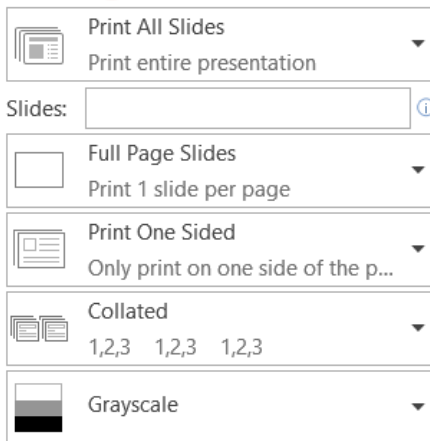 Print All Slides
Print entire presentation
Slides:
Full Page Slides
Print 1 slide per page
Print One Sided
Only print on one side of the p...
Collated
1,2,3 1,2,3 1,2,3
Grayscale